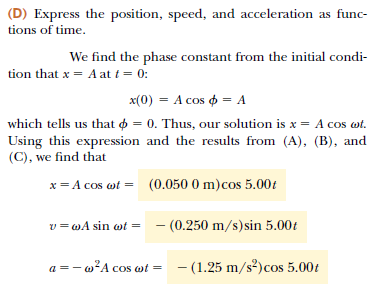 (D) Express the position, speed, and acceleration as func-
tions of time.
We find the phase constant from the initial condi-
tion that x = A at t = 0:
x(0) = A cos ϕ = A
which tells us that ϕ = 0. Thus, our solution is x = A cos ωt.
Using this expression and the results from (A), (B), and
(C), we find that
x = A cos ωt = (0.050 0 m)cos 5.00t
v = ωA sin ωt = − (0.250 m/s)sin 5.00t
a = − ω²A cos ωt = − (1.25 m/s²)cos 5.00t